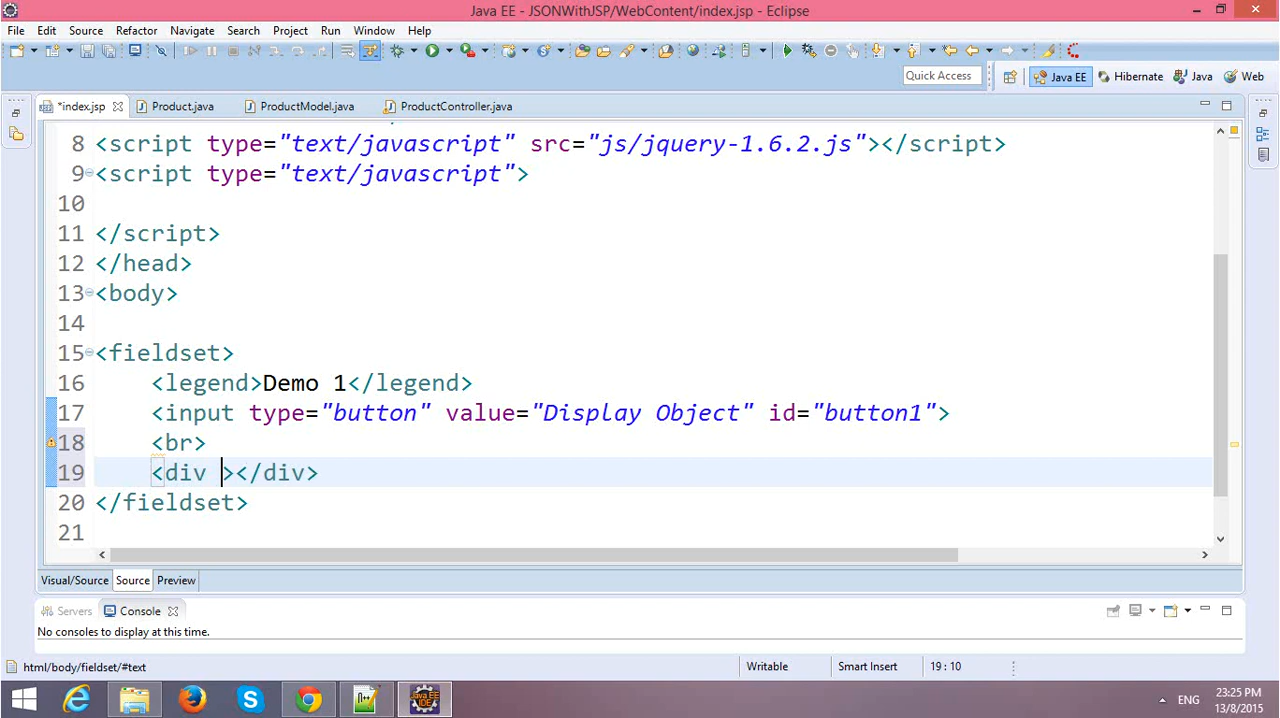 Java EE - JSONWithJSP/WebContent/index.jsp - Eclipse
File Edit Source Refactor Navigate Search Project Run Window Help
Quick Access Java EE Hibernate Java Web
*index.jsp Product.java ProductModel.java ProductController.java
8 <script type="text/javascript" src="js/jquery-1.6.2.js"></script>
9 <script type="text/javascript">
10
11 </script>
12 </head>
13 <body>
14
15 <fieldset>
16 <legend>Demo 1</legend>
17 <input type="button" value="Display Object" id="button1">
18 <br>
19 <div ></div>
20 </fieldset>
21
Visual/Source Source Preview
Servers Console
No consoles to display at this time.
html/body/fieldset/#text Writable Smart Insert 19 : 10
ENG 23:25 PM
13/8/2015